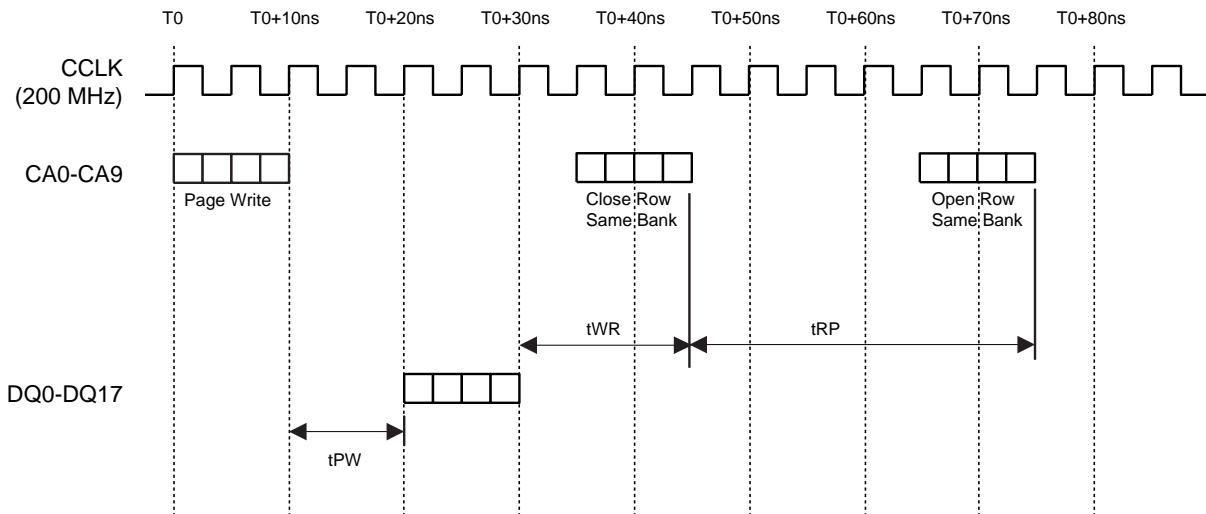 T0 T0+10ns T0+20ns T0+30ns T0+40ns T0+50ns T0+60ns T0+70ns T0+80ns
CCLK
(200 MHz)
CA0-CA9
Page Write
Close Row
Same Bank
Open Row
Same Bank
tWR tRP
DQ0-DQ17
tPW